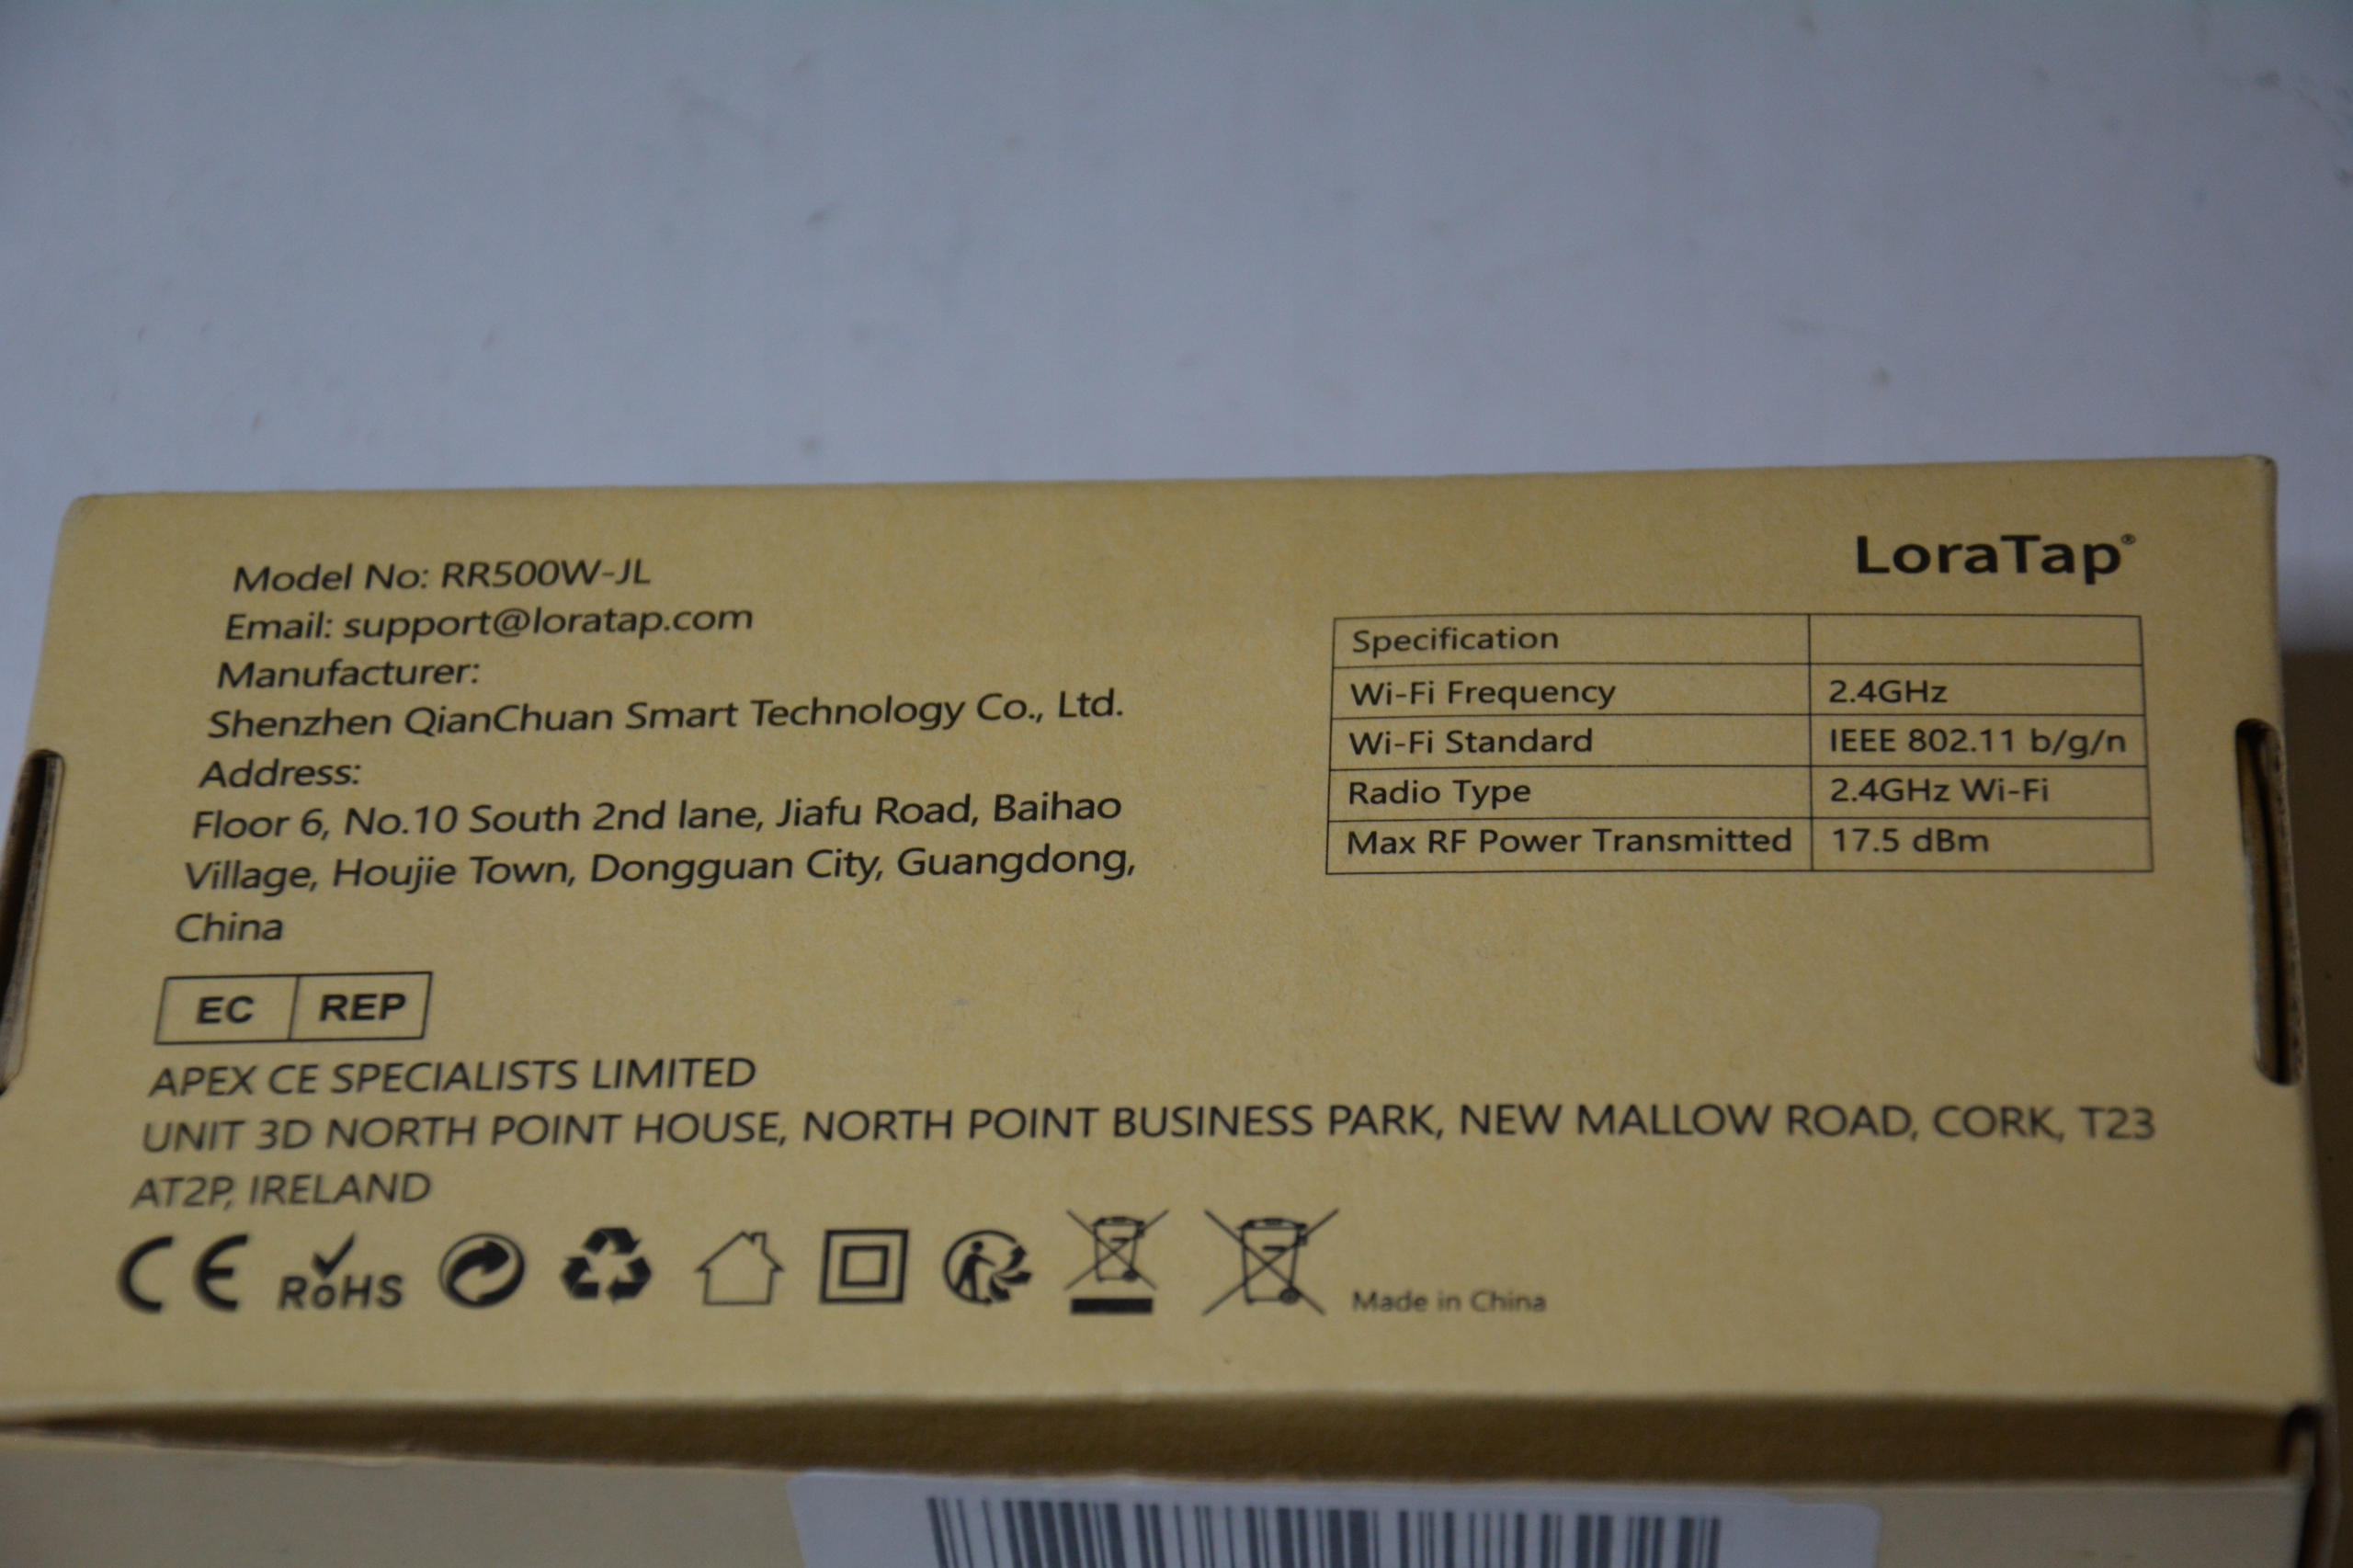 Model No: RR500W-JL
Email: support@loratap.com
Manufacturer:
Shenzhen QianChuan Smart Technology Co., Ltd.
Address:
Floor 6, No.10 South 2nd lane, Jiafu Road, Baihao
Village, Houjie Town, Dongguan City, Guangdong,
China
EC REP
APEX CE SPECIALISTS LIMITED
UNIT 3D NORTH POINT HOUSE, NORTH POINT BUSINESS PARK, NEW MALLOW ROAD, CORK, T23
AT2P, IRELAND
CE RoHS
Made in China
LoraTap®
Specification
Wi-Fi Frequency 2.4GHz
Wi-Fi Standard IEEE 802.11 b/g/n
Radio Type 2.4GHz Wi-Fi
Max RF Power Transmitted 17.5 dBm